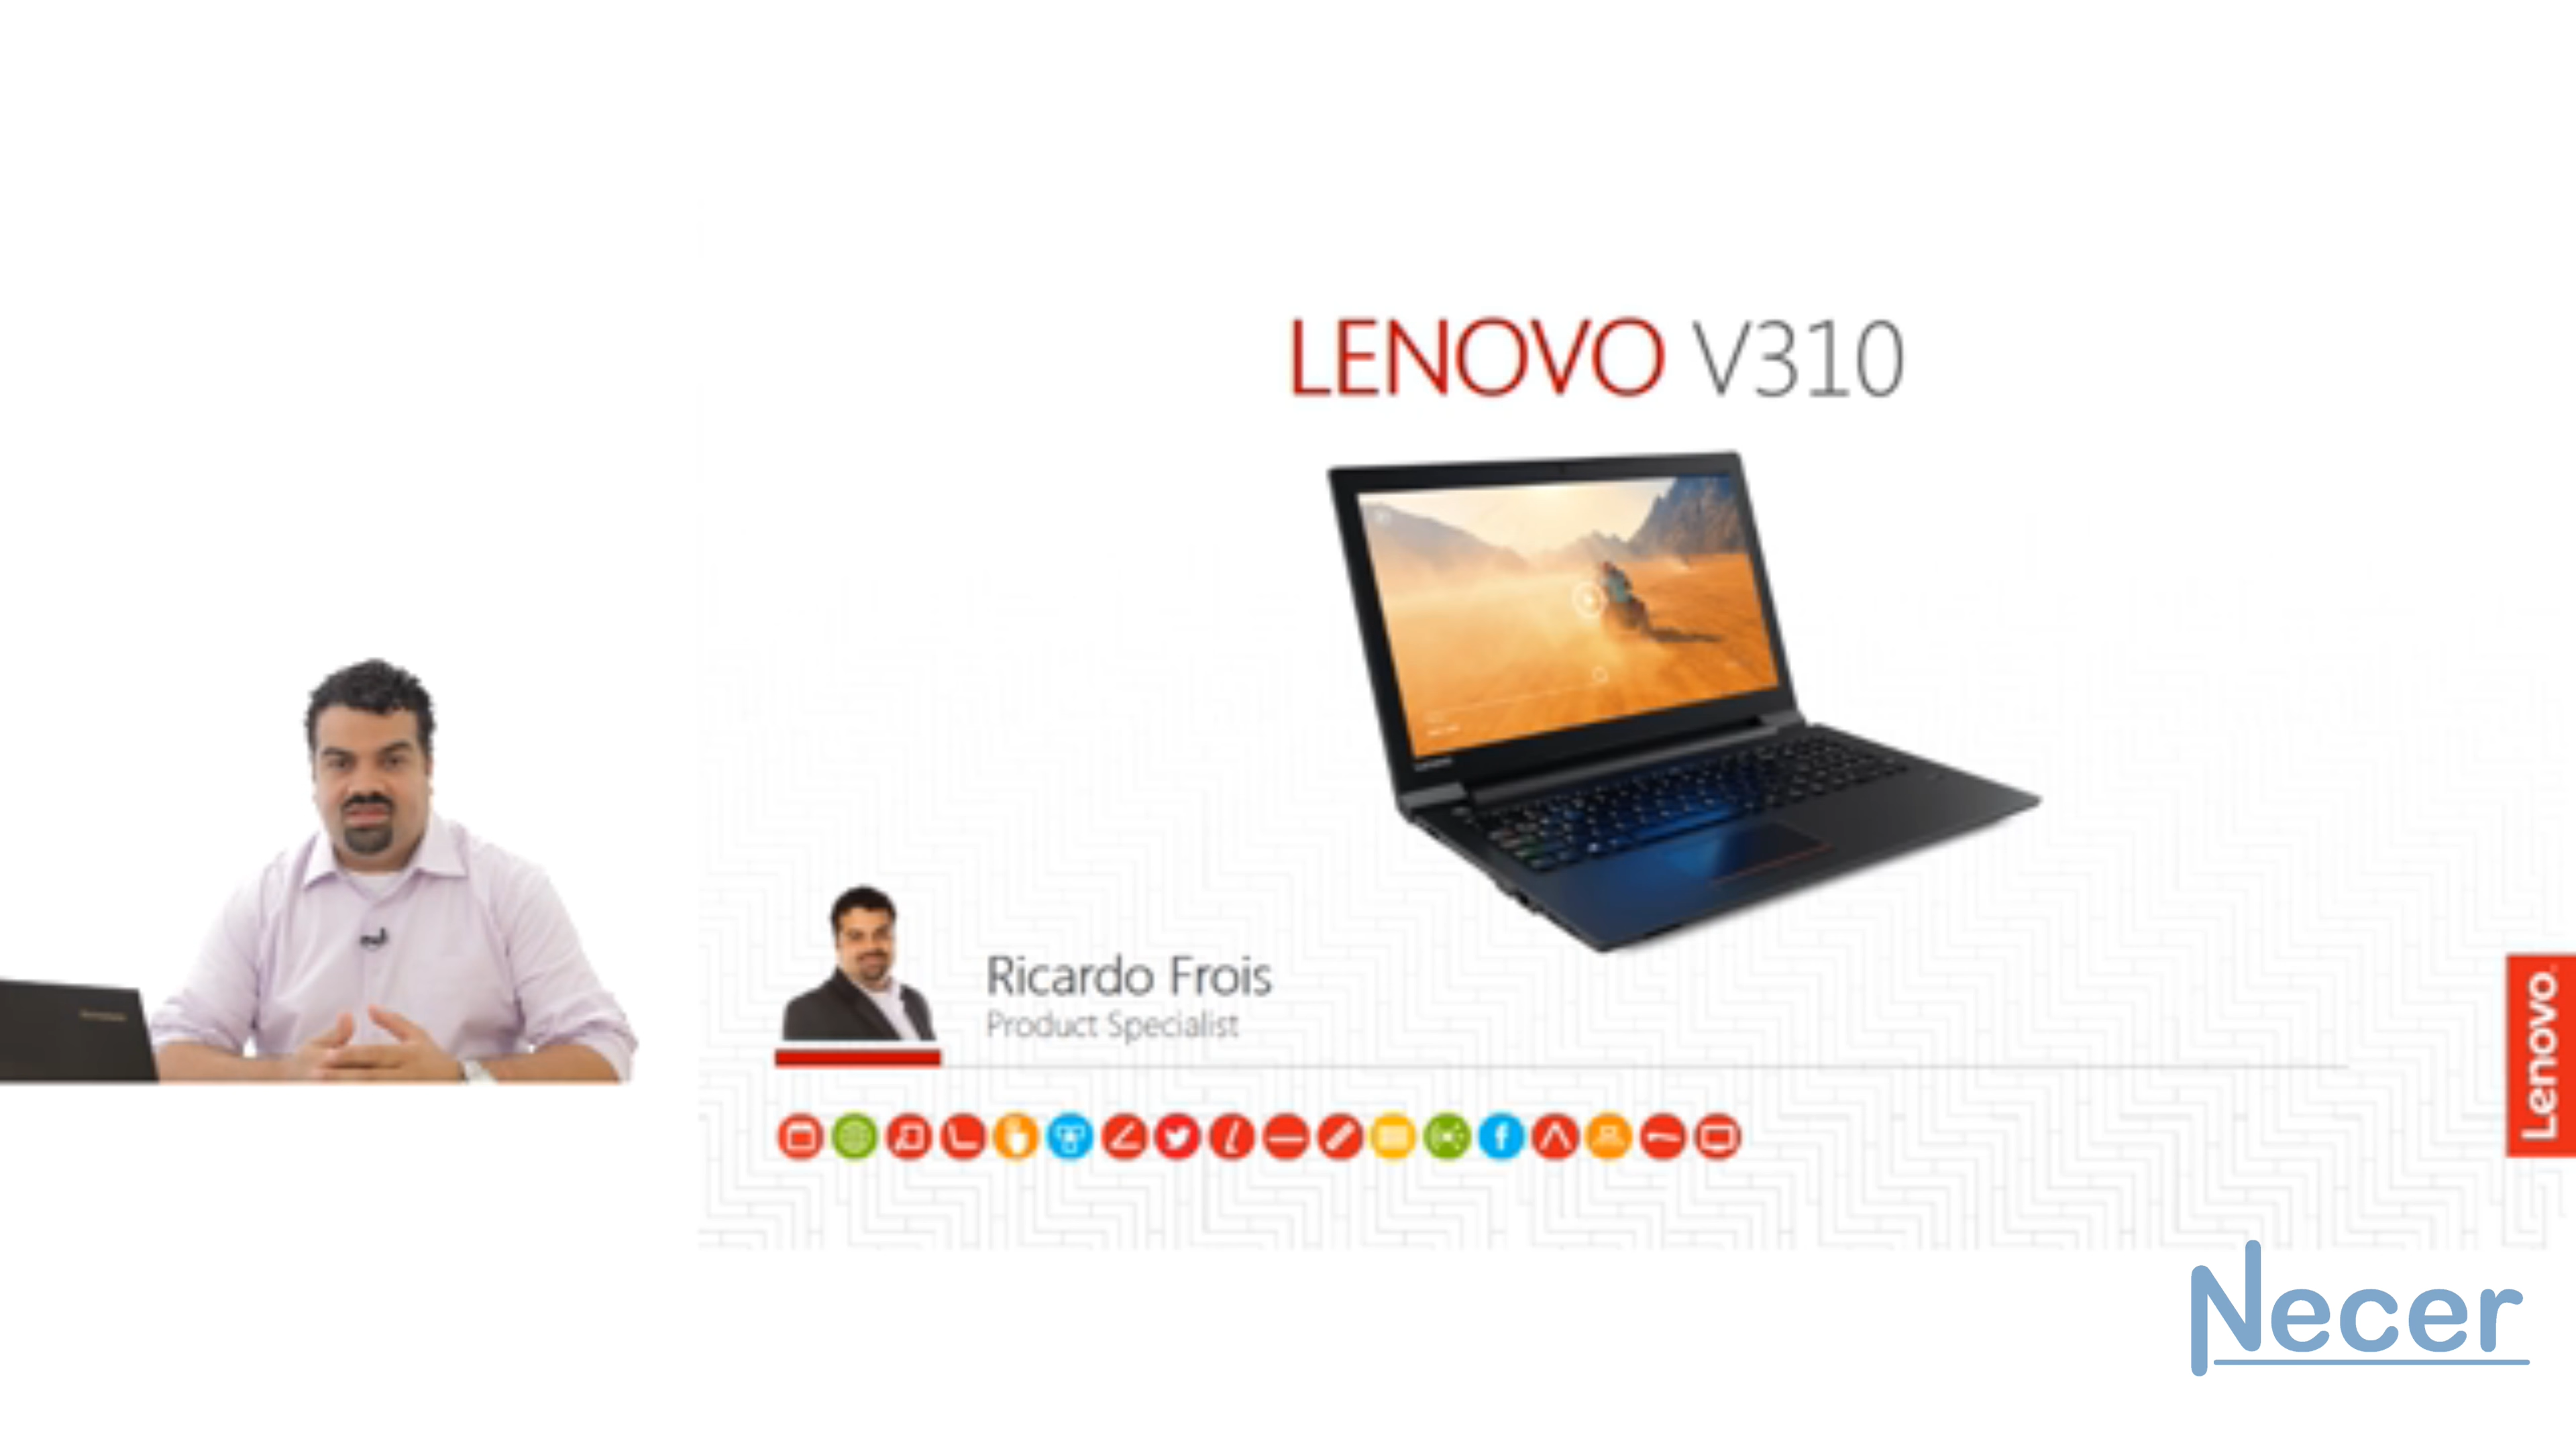 LENOVO V310
Ricardo Frois
Product Specialist
Lenovo
Necer